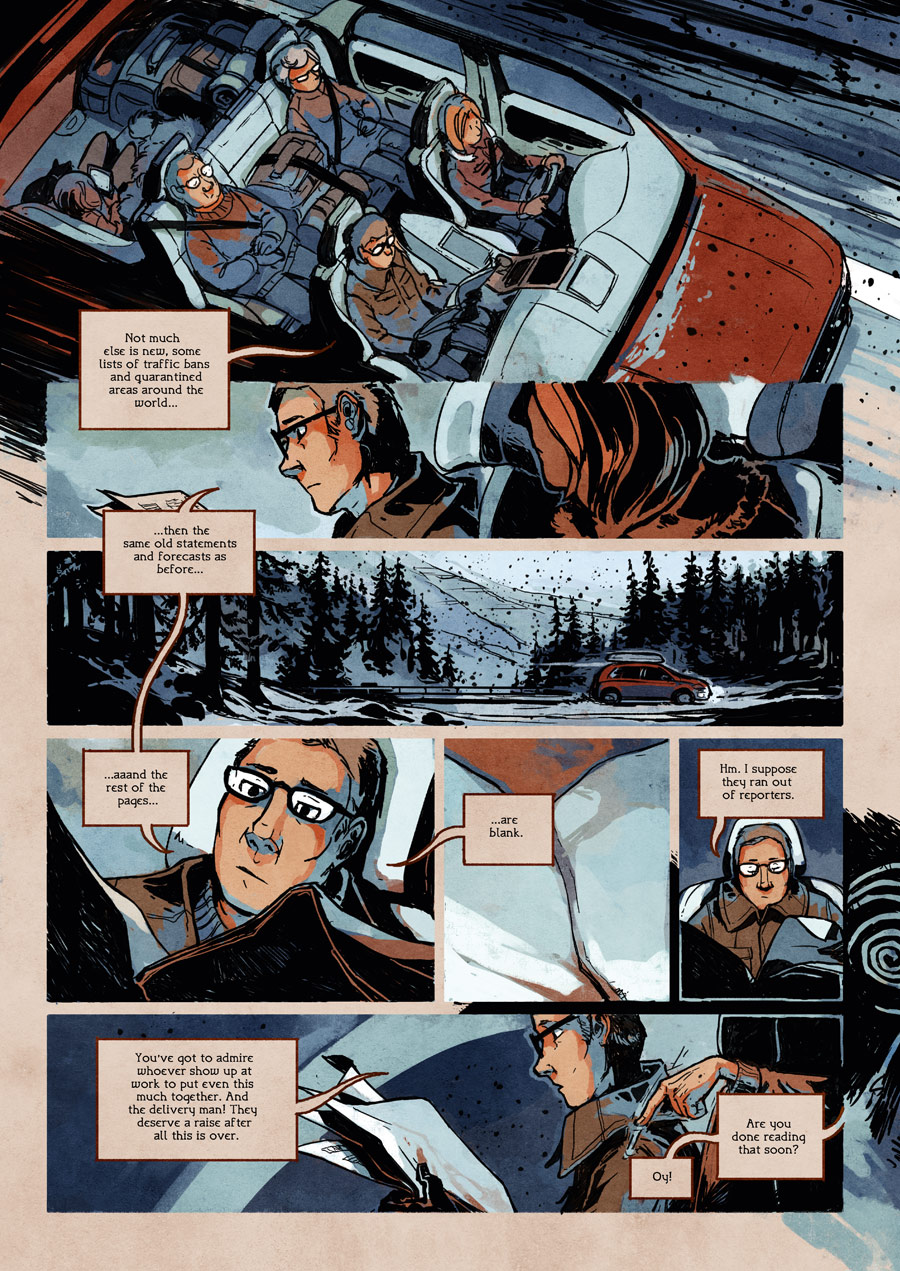 Not much
else is new, some
lists of traffic bans
and quarantined
areas around the
world...
...then the
same old statements
and forecasts as
before...
...aaand the
rest of the
pages...
...are
blank.
Hm. I suppose
they ran out
of reporters.
You've got to admire
whoever show up at
work to put even this
much together. And
the delivery man! They
deserve a raise after
all this is over.
Are you
done reading
that soon?
Oy!